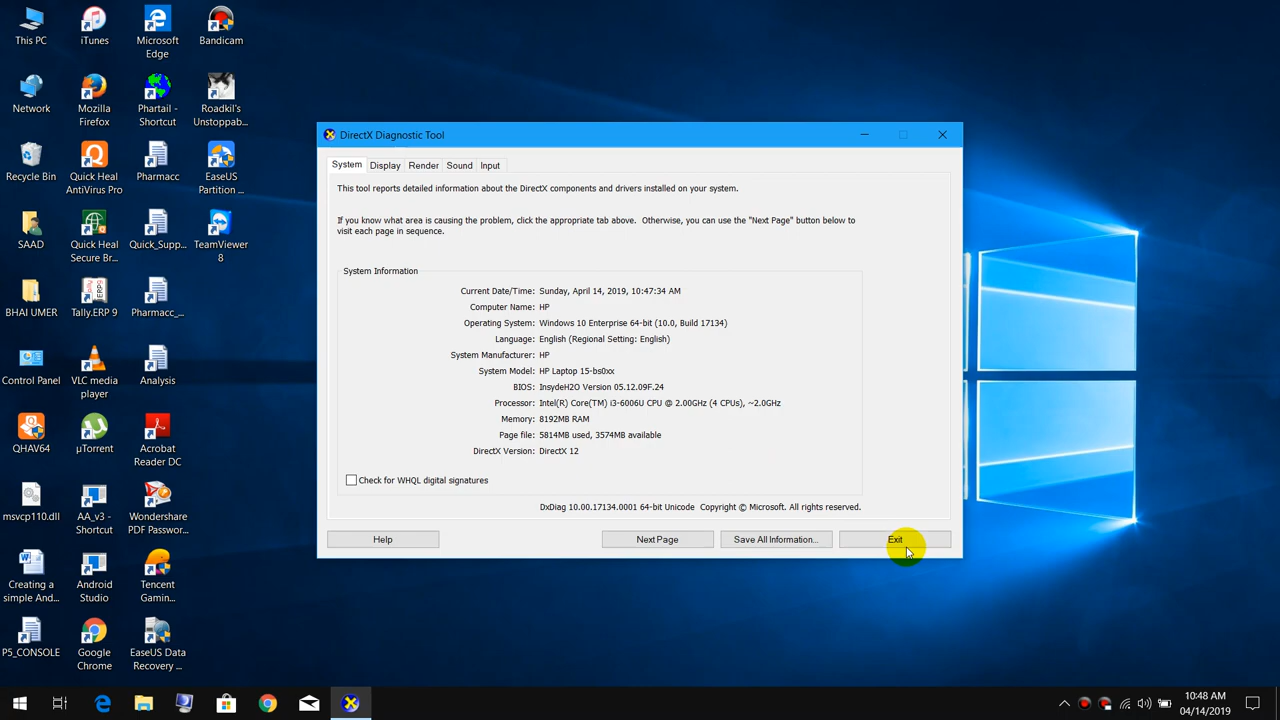 This PC
iTunes
Microsoft
Edge
Bandicam
Network
Mozilla
Firefox
Phartail -
Shortcut
Roadkil's
Unstoppab...
Recycle Bin
Quick Heal
AntiVirus Pro
Pharmacc
EaseUS
Partition ...
SAAD
Quick Heal
Secure Br...
Quick_Supp...
TeamViewer
8
BHAI UMER
Tally.ERP 9
Pharmacc_...
Control Panel
VLC media
player
Analysis
QHAV64
µTorrent
Acrobat
Reader DC
msvcp110.dll
AA_v3 -
Shortcut
Wondershare
PDF Passwo...
Creating a
simple And...
Android
Studio
Tencent
Gamin...
P5_CONSOLE
Google
Chrome
EaseUS Data
Recovery ...
DirectX Diagnostic Tool
System Display Render Sound Input
This tool reports detailed information about the DirectX components and drivers installed on your system.
If you know what area is causing the problem, click the appropriate tab above. Otherwise, you can use the "Next Page" button below to
visit each page in sequence.
System Information
Current Date/Time: Sunday, April 14, 2019, 10:47:34 AM
Computer Name: HP
Operating System: Windows 10 Enterprise 64-bit (10.0, Build 17134)
Language: English (Regional Setting: English)
System Manufacturer: HP
System Model: HP Laptop 15-bs0xx
BIOS: InsydeH2O Version 05.12.09F.24
Processor: Intel(R) Core(TM) i3-6006U CPU @ 2.00GHz (4 CPUs), ~2.0GHz
Memory: 8192MB RAM
Page file: 5814MB used, 3574MB available
DirectX Version: DirectX 12
Check for WHQL digital signatures
DxDiag 10.00.17134.0001 64-bit Unicode Copyright © Microsoft. All rights reserved.
Help Next Page Save All Information... Exit
10:48 AM
04/14/2019